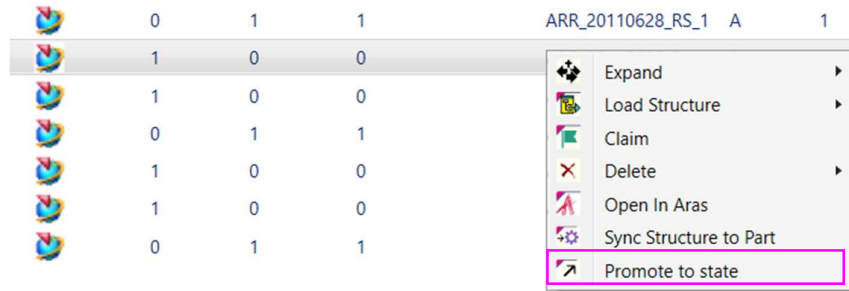 0 1 1 ARR_20110628_RS_1 A 1
1 0 0
Expand
1 0 0
Load Structure
0 1 1
Claim
1 0 0
Delete
1 0 0
Open In Aras
0 1 1
Sync Structure to Part
Promote to state